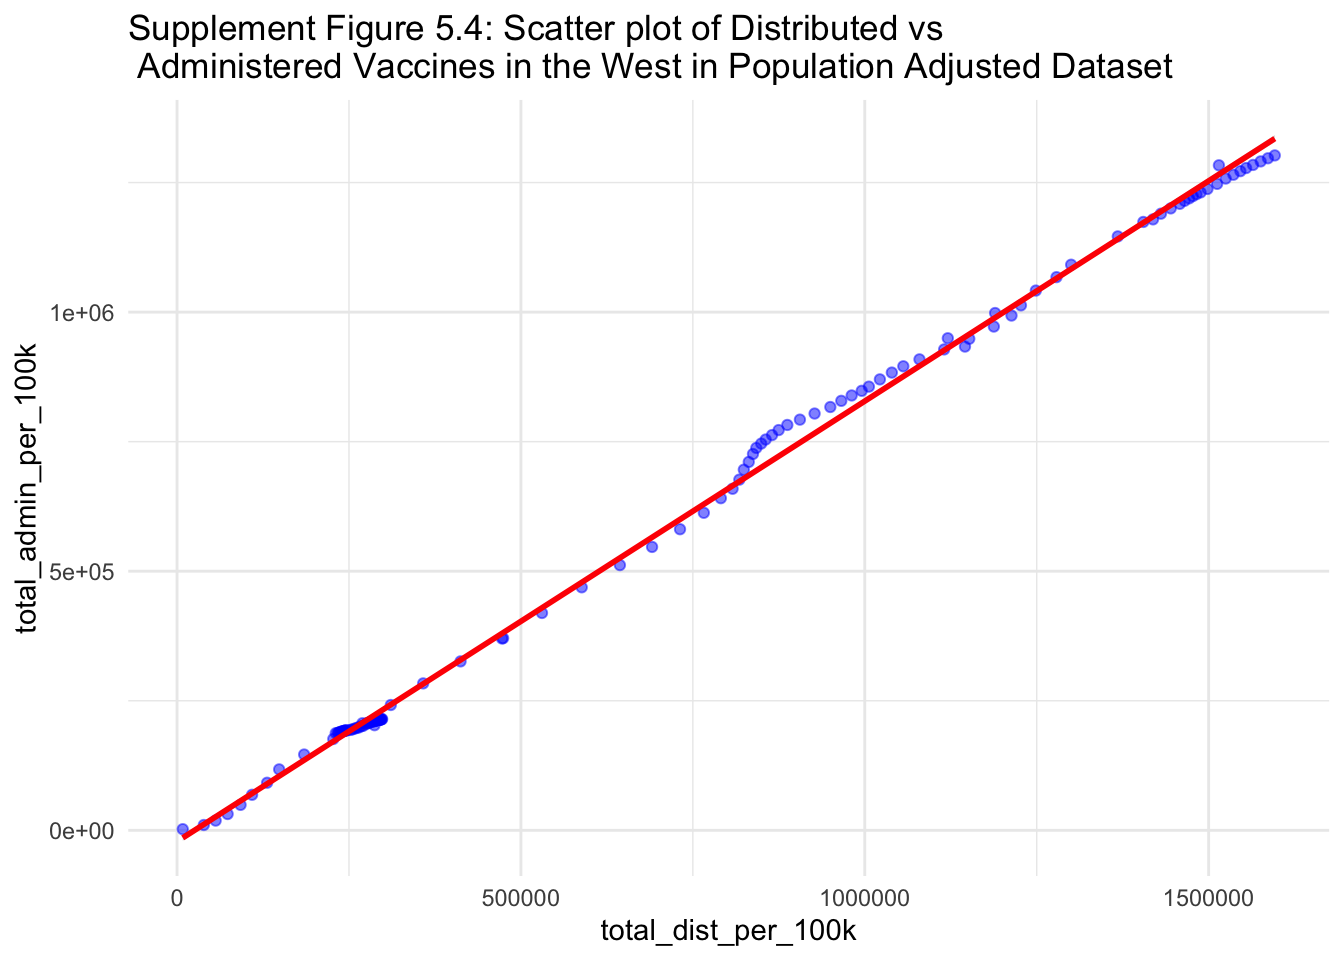 Supplement Figure 5.4: Scatter plot of Distributed vs
Administered Vaccines in the West in Population Adjusted Dataset
total_admin_per_100k
1e+06
5e+05
0e+00
0
500000
1000000
1500000
total_dist_per_100k